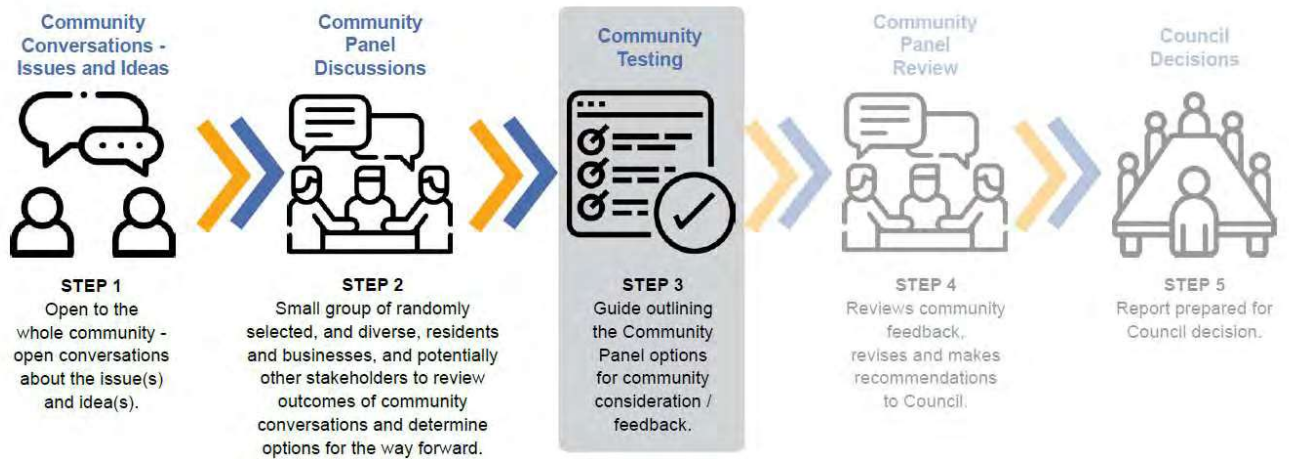 Community
Conversations -
Issues and Ideas
STEP 1
Open to the
whole community -
open conversations
about the issue(s)
and idea(s).
Community
Panel
Discussions
STEP 2
Small group of randomly
selected, and diverse, residents
and businesses, and potentially
other stakeholders to review
outcomes of community
conversations and determine
options for the way forward.
Community
Testing
STEP 3
Guide outlining
the Community
Panel options
for community
consideration /
feedback.
Community
Panel
Review
STEP 4
Reviews community
feedback,
revises and makes
recommendations
to Council.
Council
Decisions
STEP 5
Report prepared for
Council decision.